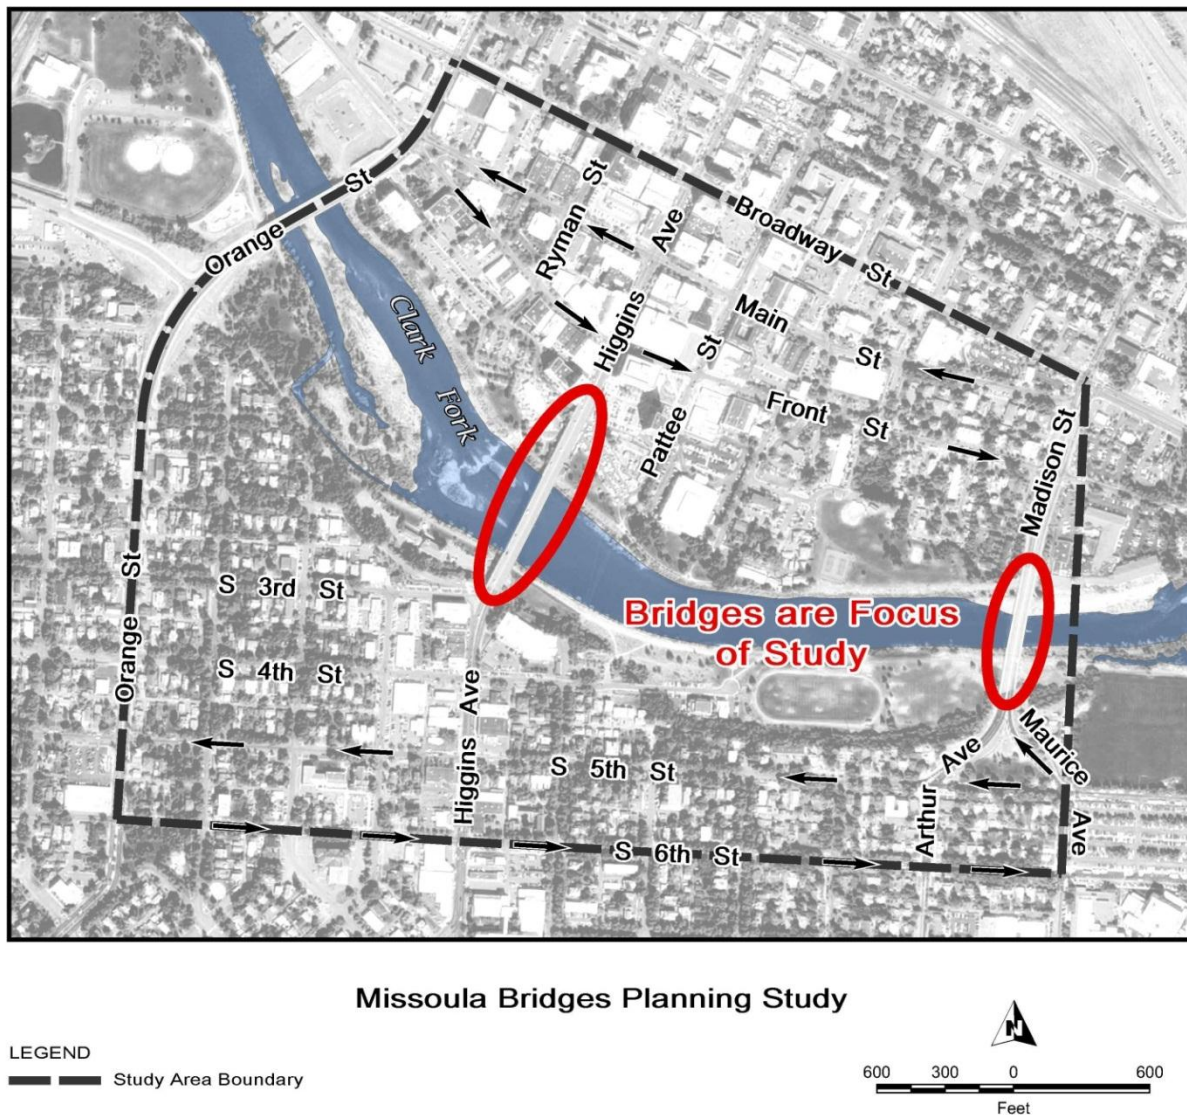 Orange St
Ryman St
Higgins Ave
Broadway St
Main St
Pattee St
Front St
Madison St
Clark Fork
Orange St
S 3rd St
S 4th St
Bridges are Focus
of Study
Higgins Ave
S 5th St
Arthur Ave
Maurice Ave
S 6th St
Missoula Bridges Planning Study
N
LEGEND
Study Area Boundary
600 300 0 600
Feet